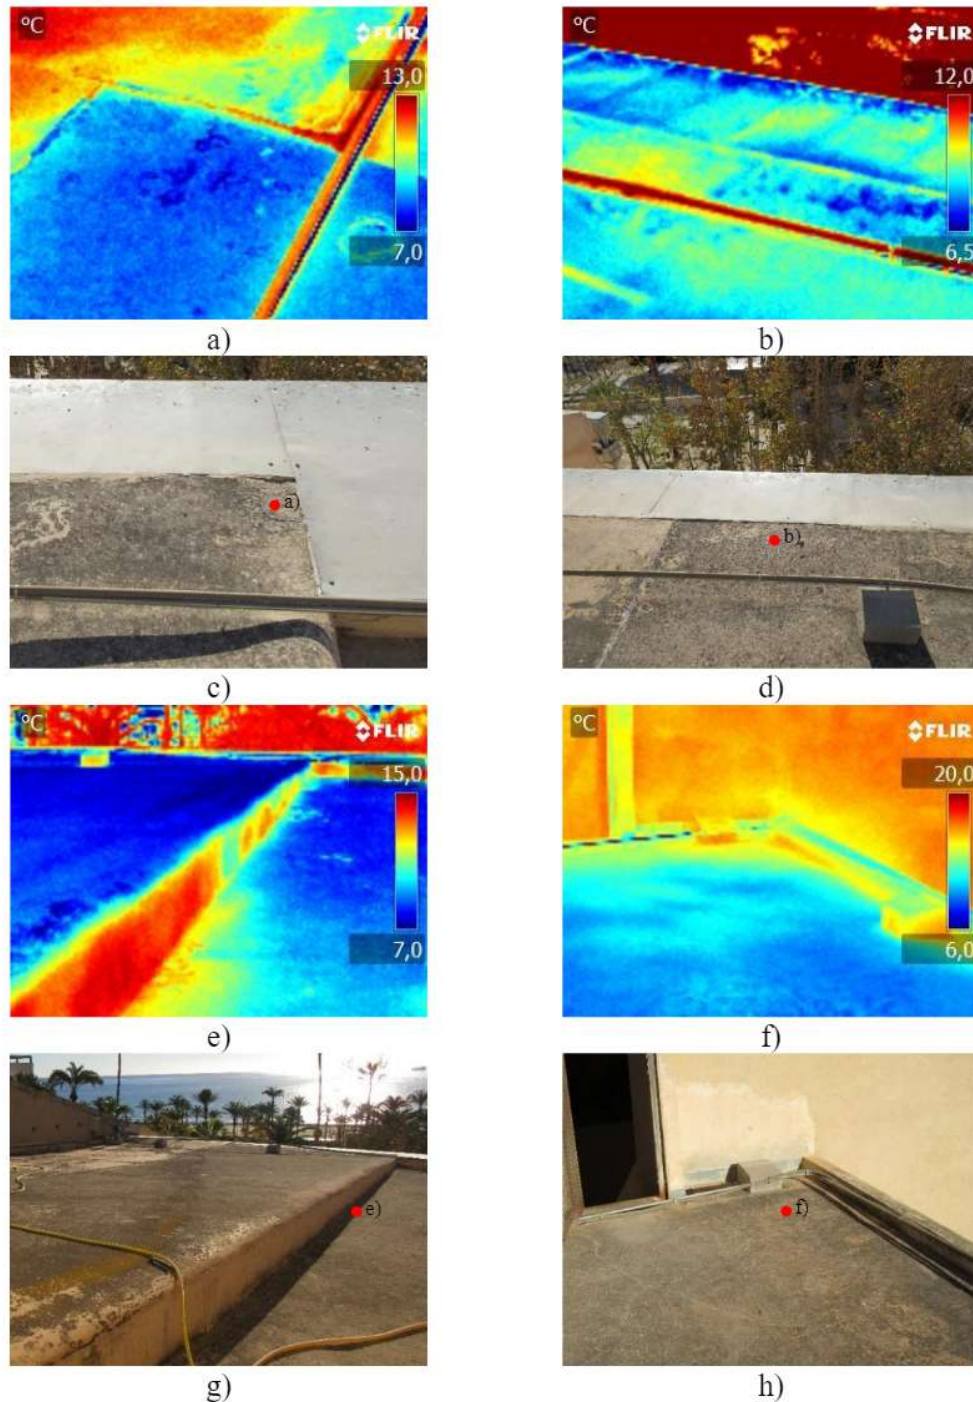 °C FLIR
13,0
7,0
°C FLIR
12,0
6,5
a)
b)
a)
b)
c)
d)
°C FLIR
15,0
7,0
°C FLIR
20,0
6,0
e)
f)
e)
f)
g)
h)